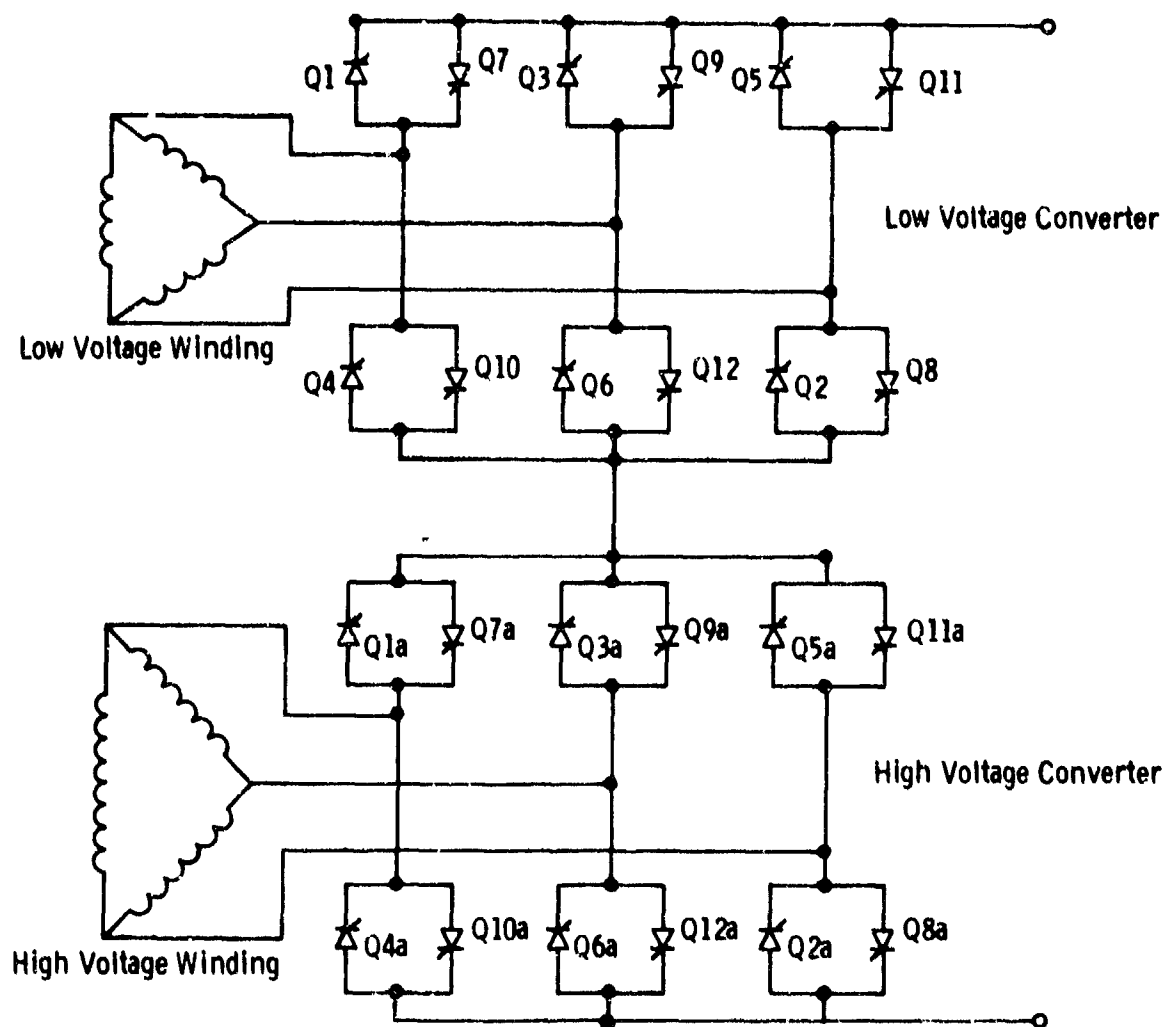 Q1
Q7
Q3
Q9
Q5
Q11
Low Voltage Converter
Low Voltage Winding
Q4
Q10
Q6
Q12
Q2
Q8
Q1a
Q7a
Q3a
Q9a
Q5a
Q11a
High Voltage Converter
Q4a
Q10a
Q6a
Q12a
Q2a
Q8a
High Voltage Winding